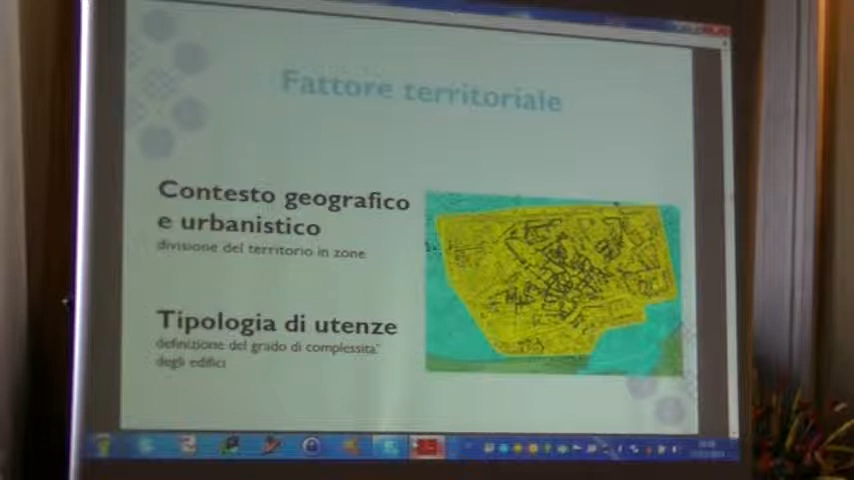 Fattore territoriale
Contesto geografico
e urbanistico
divisione del territorio in zone
Tipologia di utenze
definizione del grado di complessita'
degli edifici